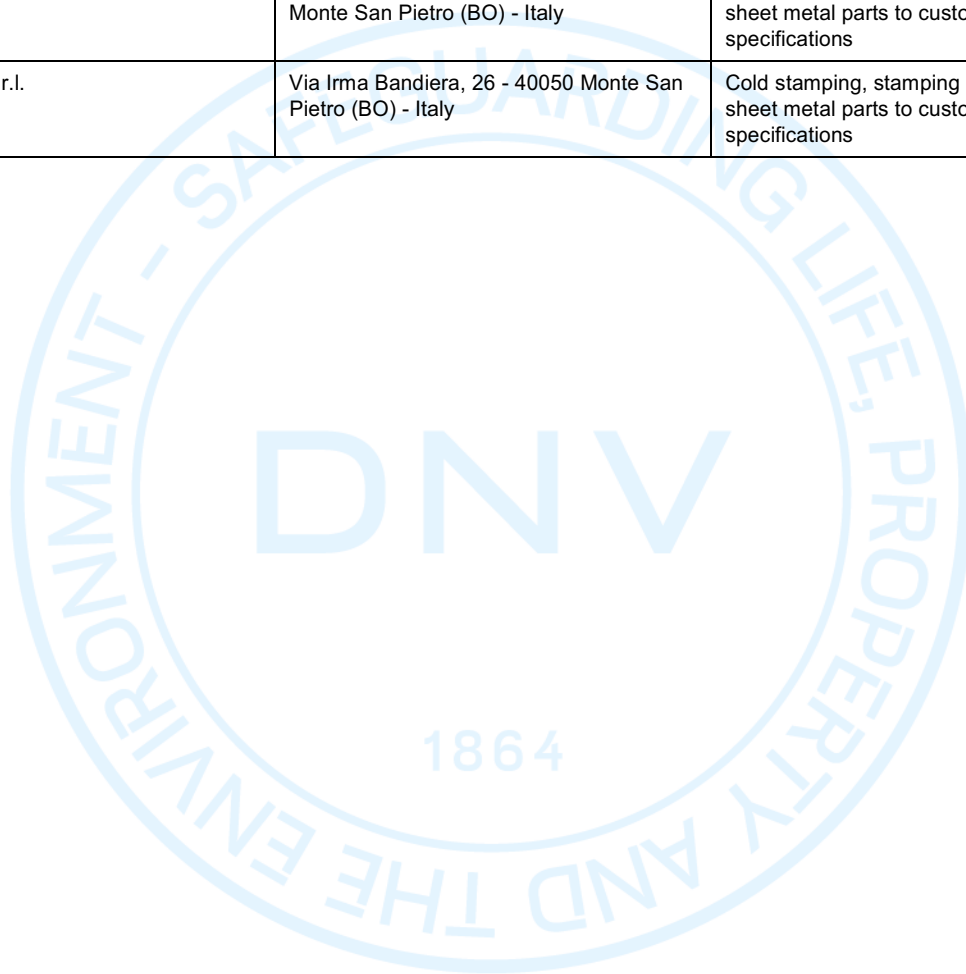 Monte San Pietro (BO) - Italy
sheet metal parts to custo
specifications
r.l.
Via Irma Bandiera, 26 - 40050 Monte San
Pietro (BO) - Italy
Cold stamping, stamping
sheet metal parts to custo
specifications
SAFEGUARDING LIFE, PROPERTY AND THE ENVIRONMENT -
DNV
1864